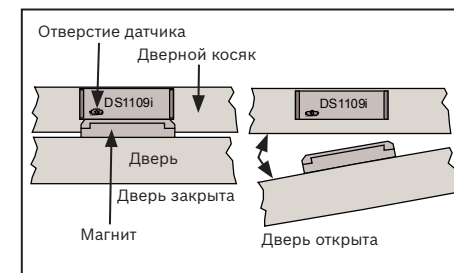 Отверстие датчика
Дверной косяк
DS1109i
DS1109i
Дверь
Дверь закрыта
Магнит
Дверь открыта